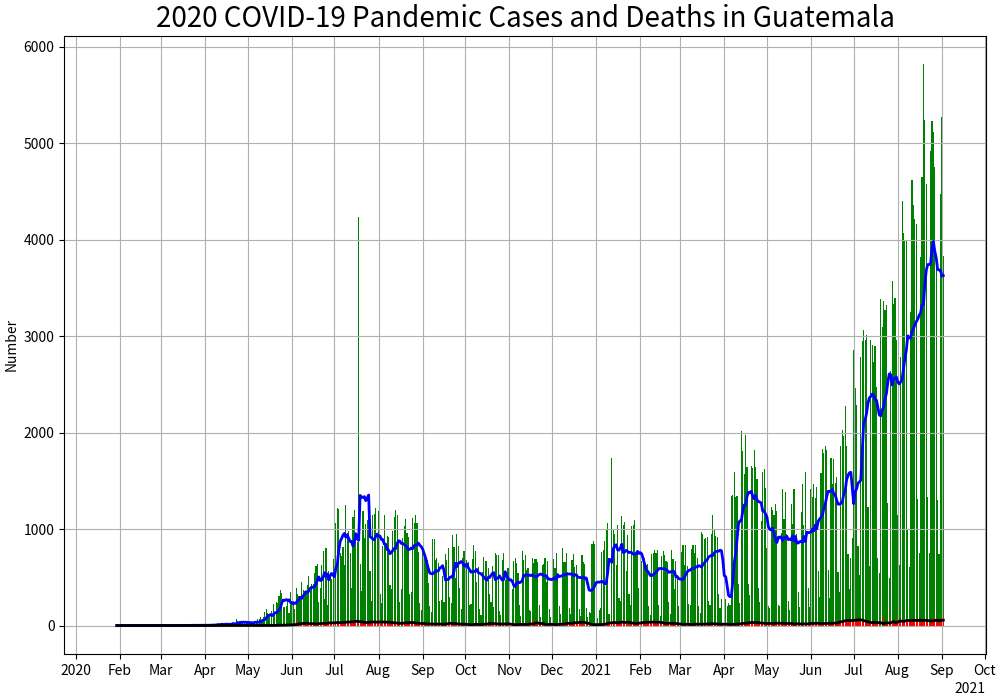 2020 COVID-19 Pandemic Cases and Deaths in Guatemala
6000
5000
4000
3000
2000
1000
0
Number
2020 Feb Mar Apr May Jun Jul Aug Sep Oct Nov Dec 2021 Feb Mar Apr May Jun Jul Aug Sep Oct
2021